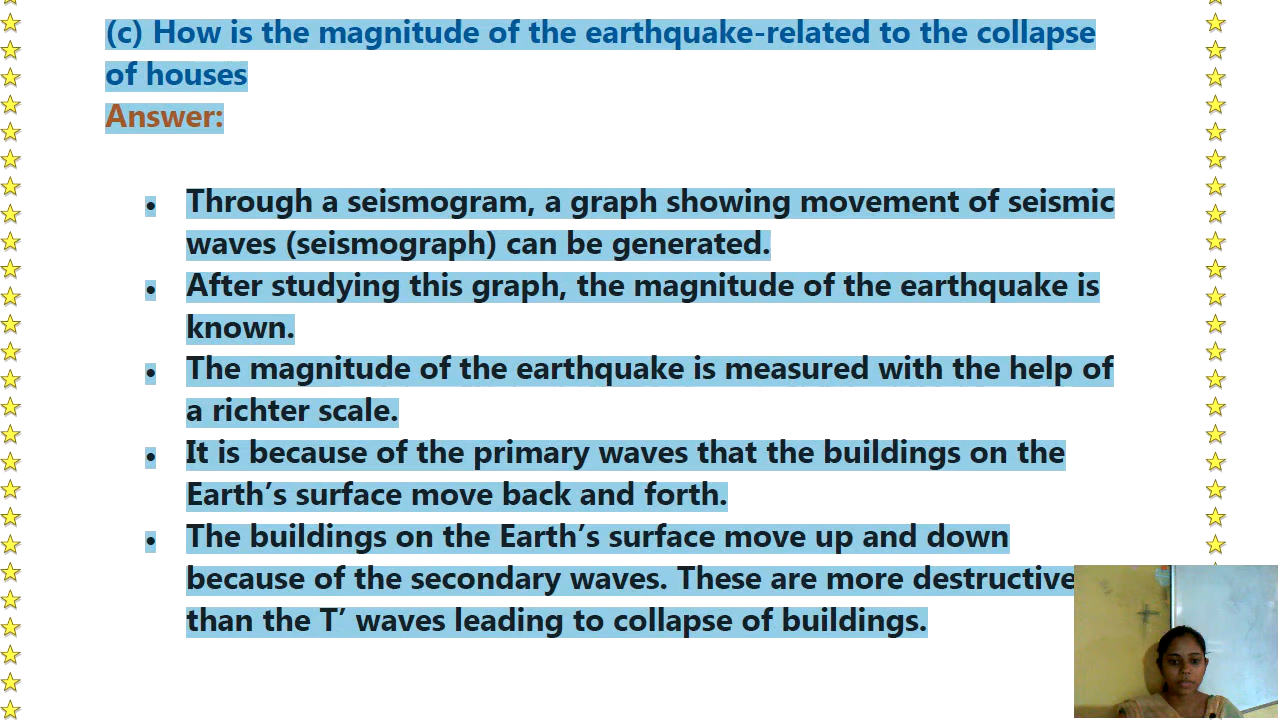 (c) How is the magnitude of the earthquake-related to the collapse
of houses
Answer:
• Through a seismogram, a graph showing movement of seismic
waves (seismograph) can be generated.
• After studying this graph, the magnitude of the earthquake is
known.
• The magnitude of the earthquake is measured with the help of
a richter scale.
• It is because of the primary waves that the buildings on the
Earth’s surface move back and forth.
• The buildings on the Earth’s surface move up and down
because of the secondary waves. These are more destructive
than the T’ waves leading to collapse of buildings.